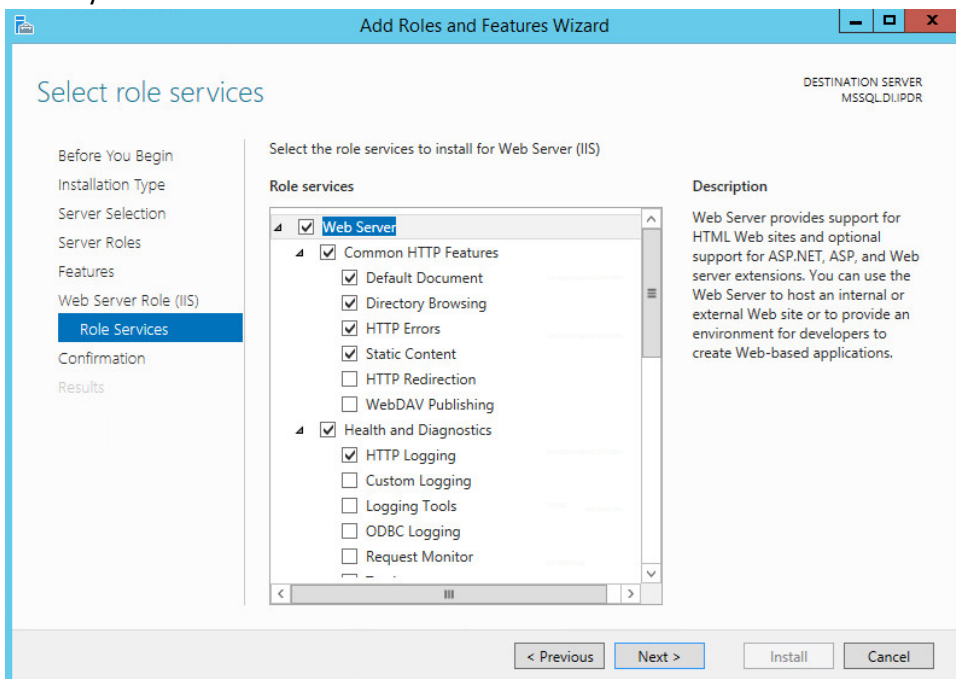 Add Roles and Features Wizard
Select role services
DESTINATION SERVER
MSSQL.DI.IPDR
Before You Begin
Installation Type
Server Selection
Server Roles
Features
Web Server Role (IIS)
Role Services
Confirmation
Results
Select the role services to install for Web Server (IIS)
Role services
Web Server
Common HTTP Features
Default Document
Directory Browsing
HTTP Errors
Static Content
HTTP Redirection
WebDAV Publishing
Health and Diagnostics
HTTP Logging
Custom Logging
Logging Tools
ODBC Logging
Request Monitor
Description
Web Server provides support for
HTML Web sites and optional
support for ASP.NET, ASP, and Web
server extensions. You can use the
Web Server to host an internal or
external Web site or to provide an
environment for developers to
create Web-based applications.
< Previous
Next >
Install
Cancel